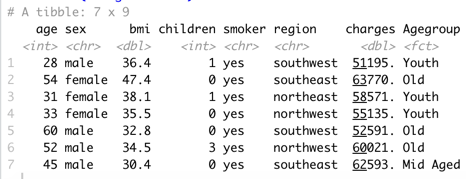 # A tibble: 7 x 9
age sex bmi children smoker region charges Agegroup
<int> <chr> <dbl> <int> <chr> <chr> <dbl> <fct>
1 28 male 36.4 1 yes southwest 51195. Youth
2 54 female 47.4 0 yes southeast 63770. Old
3 31 female 38.1 1 yes northeast 58571. Youth
4 33 female 35.5 0 yes northwest 55135. Youth
5 60 male 32.8 0 yes southwest 52591. Old
6 52 male 34.5 3 yes northwest 60021. Old
7 45 male 30.4 0 yes southeast 62593. Mid Aged